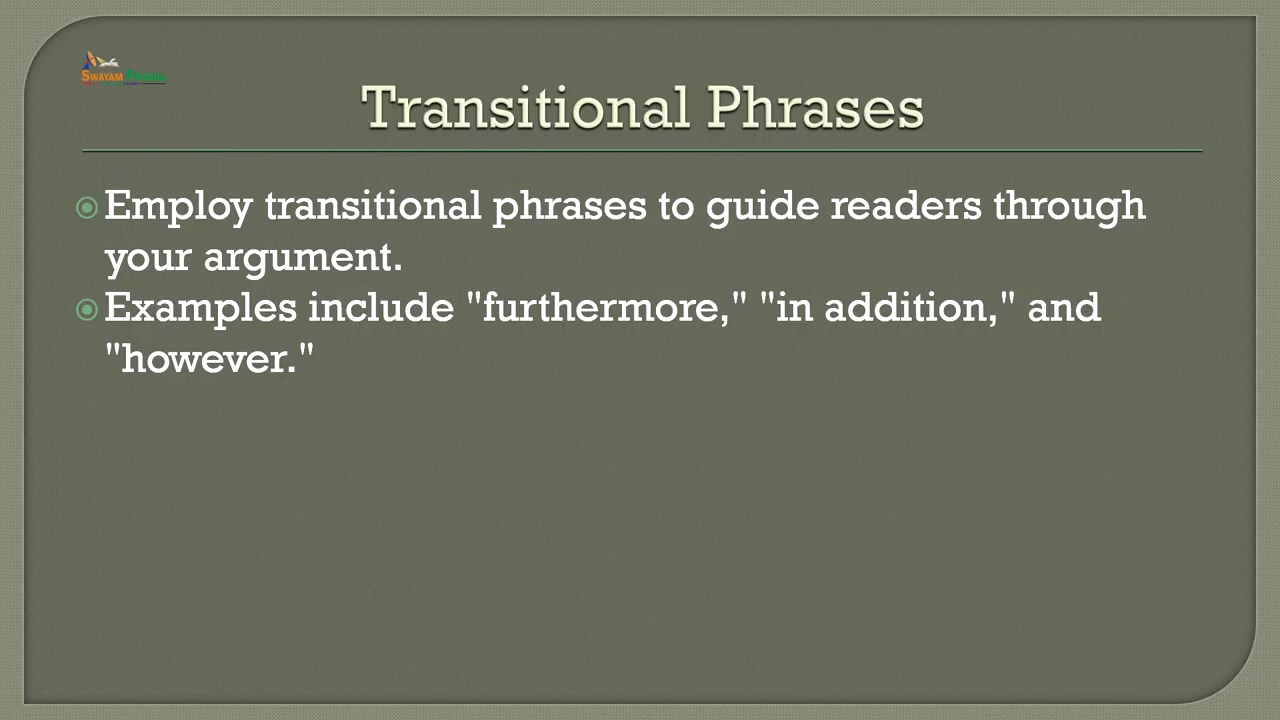 SWAYAM PRABHA
Transitional Phrases
Employ transitional phrases to guide readers through
your argument.
Examples include "furthermore," "in addition," and
"however."